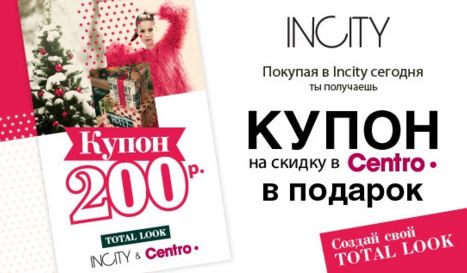 Купон
200р.
TOTAL LOOK
INCITY & Centro
INCITY
Покупая в Incity сегодня
ты получаешь
КУПОН
на скидку в Centro
в подарок
Создай свой
TOTAL LOOK